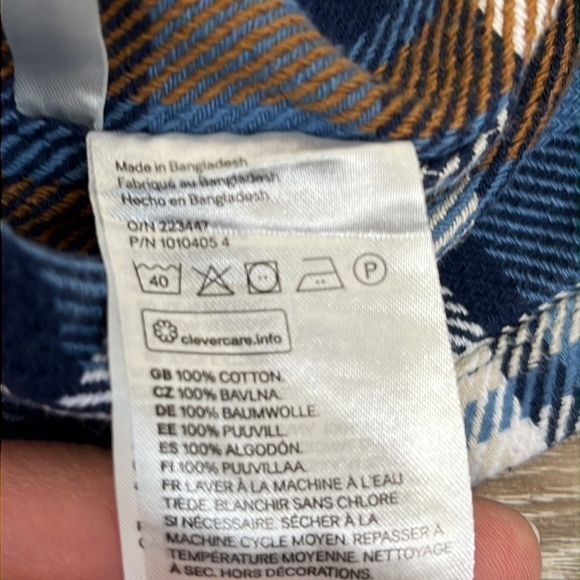 Made in Bangladesh
Fabriqué au Bangladesh
Hecho en Bangladesh
O/N 223447
P/N 1010405 4
40
P
clevercare.info
GB 100% COTTON.
CZ 100% BAVLNA.
DE 100% BAUMWOLLE.
EE 100% PUUVILL.
ES 100% ALGODÓN.
FI 100% PUUVILLAA.
FR LAVER À LA MACHINE À L'EAU
TIÈDE. BLANCHIR SANS CHLORE
SI NÉCESSAIRE. SÉCHER À LA
MACHINE CYCLE MOYEN. REPASSER À
TEMPÉRATURE MOYENNE. NETTOYAGE
À SEC. HORS DÉCORATIONS.